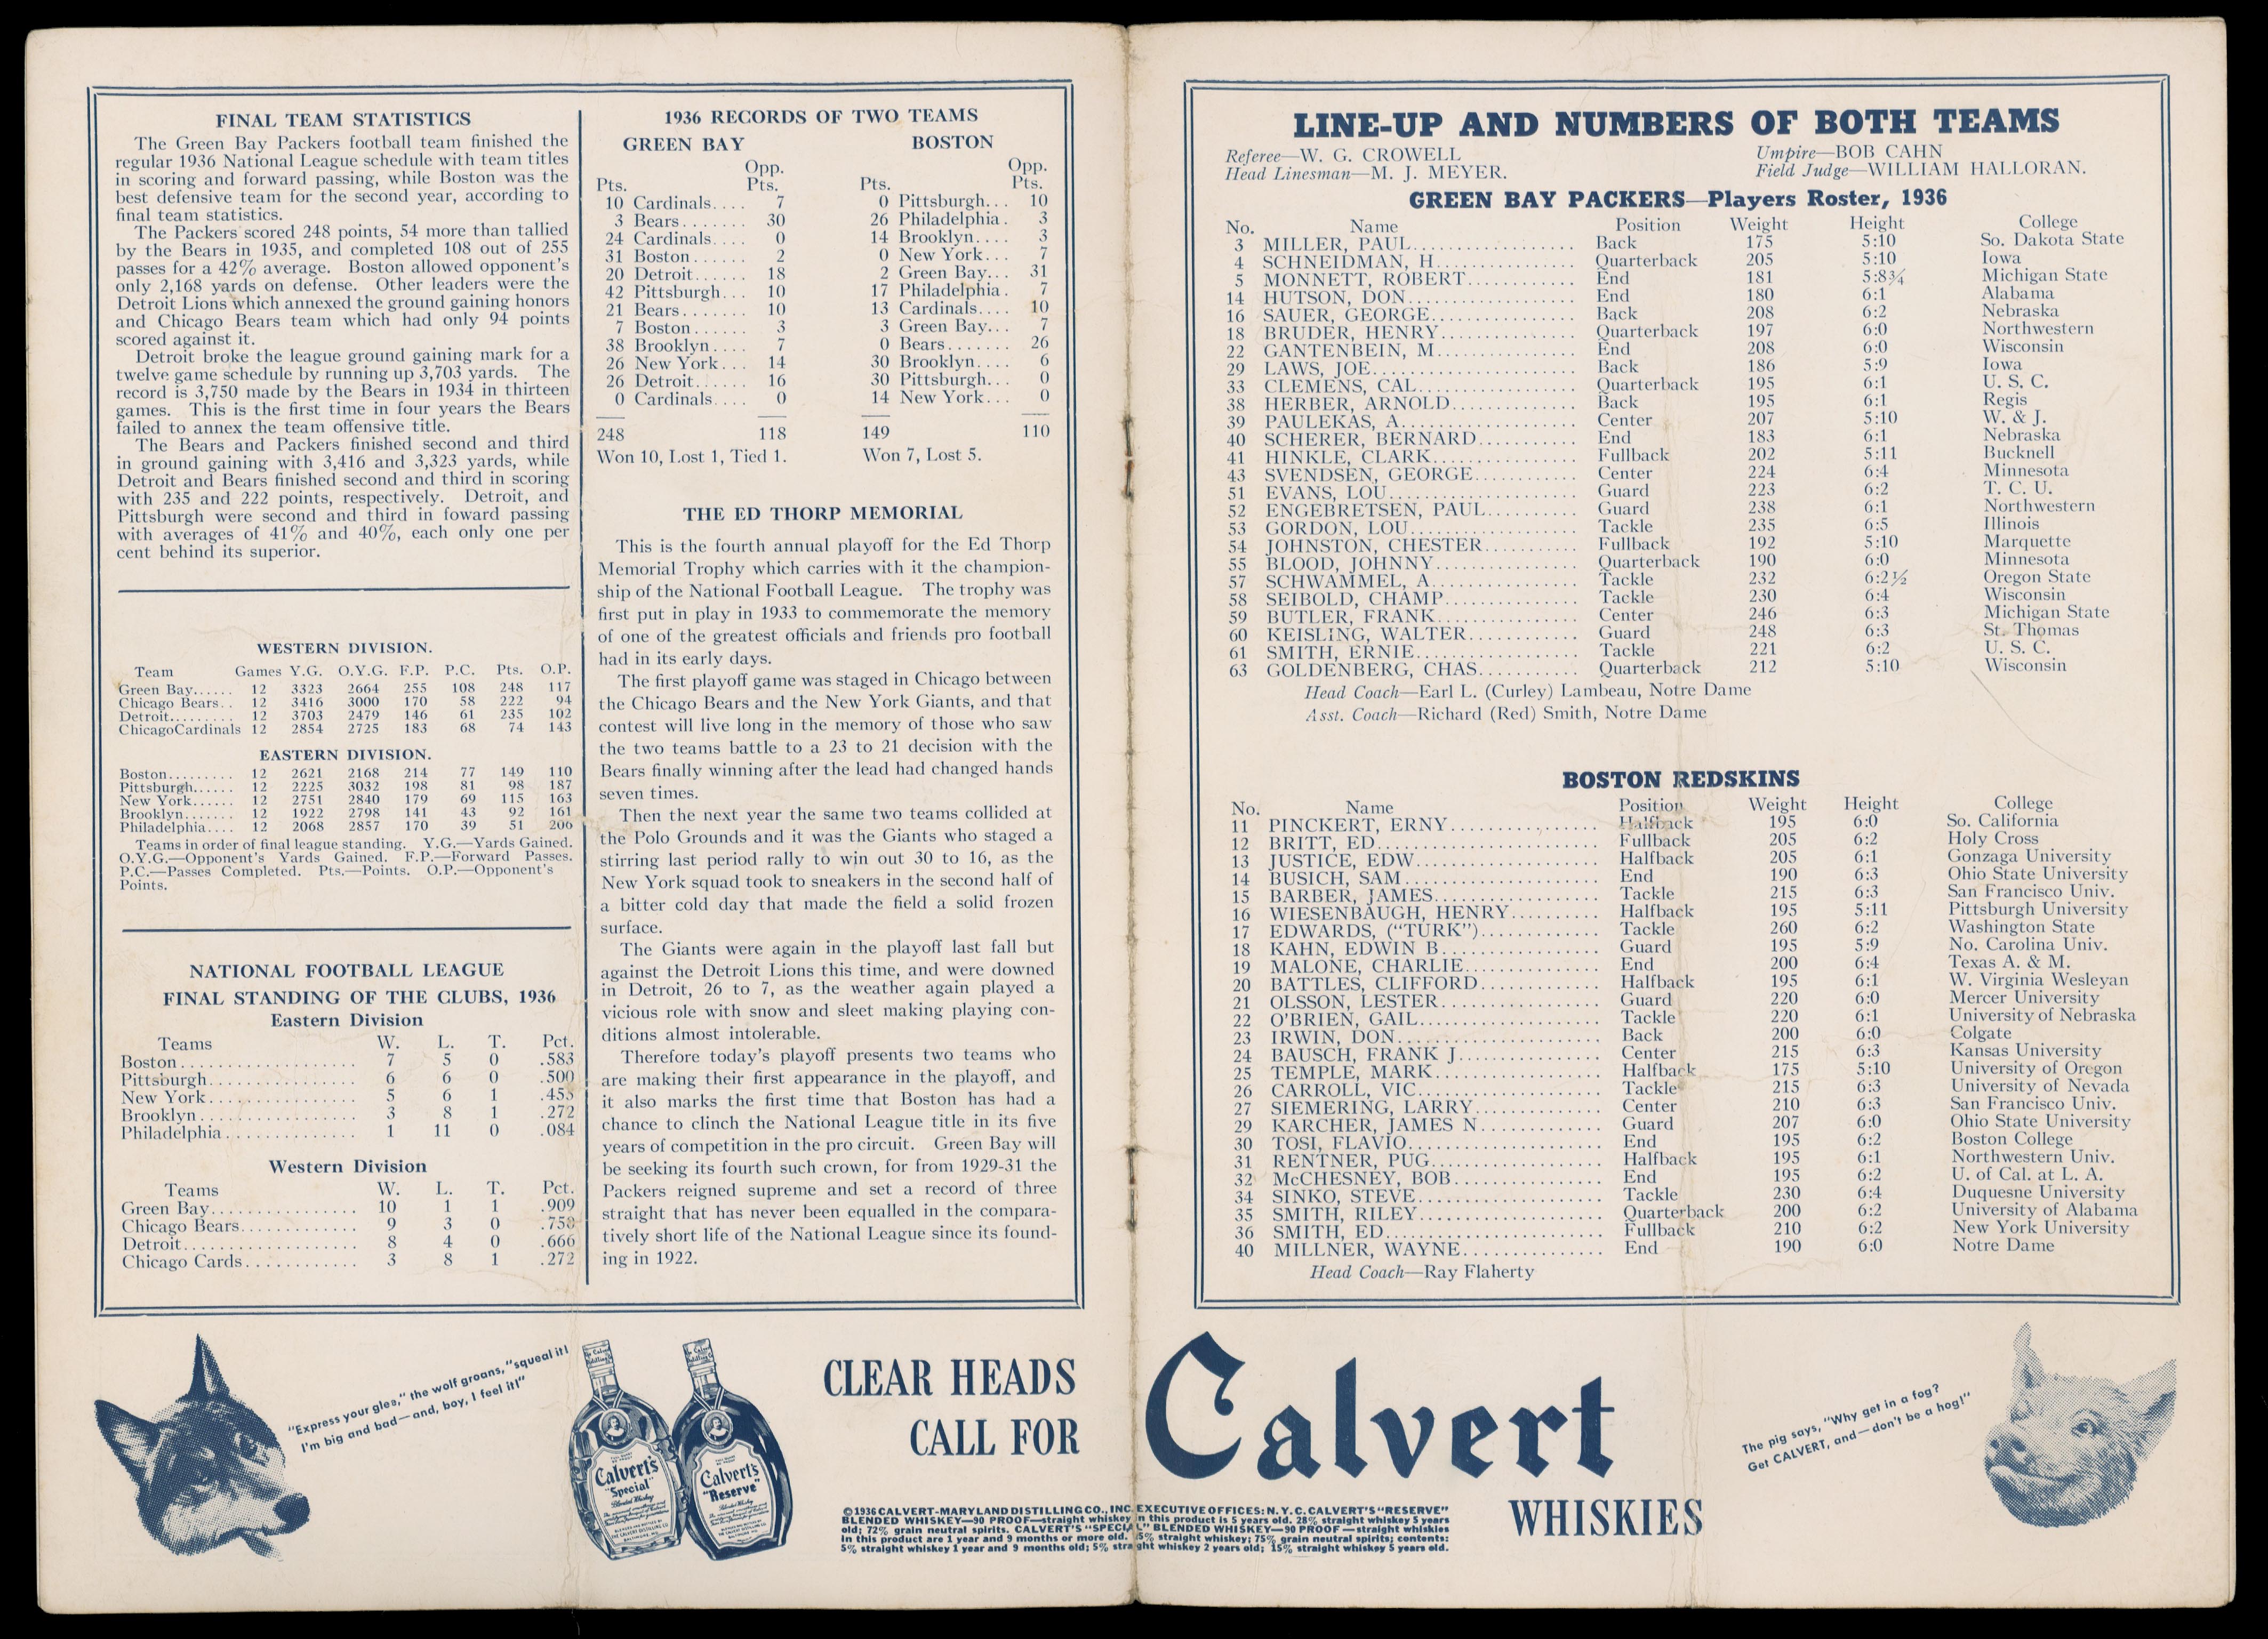 FINAL TEAM STATISTICS
The Green Bay Packers football team finished the
regular 1936 National League schedule with team titles
in scoring and forward passing, while Boston was the
best defensive team for the second year, according to
final team statistics.
The Packers scored 248 points, 54 more than tallied
by the Bears in 1935, and completed 108 out of 255
passes for a 42% average. Boston allowed opponent's
only 2,168 yards on defense. Other leaders were the
Detroit Lions which annexed the ground gaining honors
and Chicago Bears team which had only 94 points
scored against it.
Detroit broke the league ground gaining mark for a
twelve game schedule by running up 3,703 yards. The
record is 3,750 made by the Bears in 1934 in thirteen
games. This is the first time in four years the Bears
failed to annex the team offensive title.
The Bears and Packers finished second and third
in ground gaining with 3,416 and 3,323 yards, while
Detroit and Bears finished second and third in scoring
with 235 and 222 points, respectively. Detroit, and
Pittsburgh were second and third in foward passing
with averages of 41% and 40%, each only one per
cent behind its superior.
WESTERN DIVISION.
Team Games Y.G. O.Y.G. F.P. P.C. Pts. O.P.
Green Bay...... 12 3323 2664 255 108 248 117
Chicago Bears.. 12 3416 3000 170 58 222 94
Detroit......... 12 3703 2479 146 61 235 102
ChicagoCardinals 12 2854 2725 183 68 74 143
EASTERN DIVISION.
Boston......... 12 2621 2168 214 77 149 110
Pittsburgh...... 12 2225 3032 198 81 98 187
New York...... 12 2751 2840 179 69 115 163
Brooklyn....... 12 1922 2798 141 43 92 161
Philadelphia.... 12 2068 2857 170 39 51 206
Teams in order of final league standing. Y.G.—Yards Gained.
O.Y.G.—Opponent's Yards Gained. F.P.—Forward Passes.
P.C.—Passes Completed. Pts.—Points. O.P.—Opponent's
Points.
NATIONAL FOOTBALL LEAGUE
FINAL STANDING OF THE CLUBS, 1936
Eastern Division
Teams W. L. T. Pct.
Boston................... 7 5 0 .583
Pittsburgh................ 6 6 0 .500
New York................ 5 6 1 .455
Brooklyn................. 3 8 1 .272
Philadelphia.............. 1 11 0 .084
Western Division
Teams W. L. T. Pct.
Green Bay................ 10 1 1 .909
Chicago Bears............. 9 3 0 .758
Detroit................... 8 4 0 .666
Chicago Cards............ 3 8 1 .272
1936 RECORDS OF TWO TEAMS
GREEN BAY BOSTON
Opp. Opp.
Pts. Pts. Pts. Pts.
10 Cardinals.... 7 0 Pittsburgh... 10
3 Bears....... 30 26 Philadelphia. 3
24 Cardinals.... 0 14 Brooklyn.... 3
31 Boston...... 2 0 New York... 7
20 Detroit...... 18 2 Green Bay... 31
42 Pittsburgh... 10 17 Philadelphia. 7
21 Bears....... 10 13 Cardinals.... 10
7 Boston...... 3 3 Green Bay... 7
38 Brooklyn.... 7 0 Bears....... 26
26 New York... 14 30 Brooklyn.... 6
26 Detroit...... 16 30 Pittsburgh... 0
0 Cardinals.... 0 14 New York... 0
248 118 149 110
Won 10, Lost 1, Tied 1. Won 7, Lost 5.
THE ED THORP MEMORIAL
This is the fourth annual playoff for the Ed Thorp
Memorial Trophy which carries with it the champion-
ship of the National Football League. The trophy was
first put in play in 1933 to commemorate the memory
of one of the greatest officials and friends pro football
had in its early days.
The first playoff game was staged in Chicago between
the Chicago Bears and the New York Giants, and that
contest will live long in the memory of those who saw
the two teams battle to a 23 to 21 decision with the
Bears finally winning after the lead had changed hands
seven times.
Then the next year the same two teams collided at
the Polo Grounds and it was the Giants who staged a
stirring last period rally to win out 30 to 16, as the
New York squad took to sneakers in the second half of
a bitter cold day that made the field a solid frozen
surface.
The Giants were again in the playoff last fall but
against the Detroit Lions this time, and were downed
in Detroit, 26 to 7, as the weather again played a
vicious role with snow and sleet making playing con-
ditions almost intolerable.
Therefore today's playoff presents two teams who
are making their first appearance in the playoff, and
it also marks the first time that Boston has had a
chance to clinch the National League title in its five
years of competition in the pro circuit. Green Bay will
be seeking its fourth such crown, for from 1929-31 the
Packers reigned supreme and set a record of three
straight that has never been equalled in the compara-
tively short life of the National League since its found-
ing in 1922.
LINE-UP AND NUMBERS OF BOTH TEAMS
Referee—W. G. CROWELL Umpire—BOB CAHN
Head Linesman—M. J. MEYER. Field Judge—WILLIAM HALLORAN.
GREEN BAY PACKERS—Players Roster, 1936
No. Name Position Weight Height College
3 MILLER, PAUL.................. Back 175 5:10 So. Dakota State
4 SCHNEIDMAN, H............... Quarterback 205 5:10 Iowa
5 MONNETT, ROBERT............ End 181 5:8¾ Michigan State
14 HUTSON, DON.................. End 180 6:1 Alabama
16 SAUER, GEORGE................ Back 208 6:2 Nebraska
18 BRUDER, HENRY............... Quarterback 197 6:0 Northwestern
22 GANTENBEIN, M............... End 208 6:0 Wisconsin
29 LAWS, JOE...................... Back 186 5:9 Iowa
33 CLEMENS, CAL................. Quarterback 195 6:1 U. S. C.
38 HERBER, ARNOLD............. Back 195 6:1 Regis
39 PAULEKAS, A................... Center 207 5:10 W. & J.
40 SCHERER, BERNARD.......... End 183 6:1 Nebraska
41 HINKLE, CLARK................ Fullback 202 5:11 Bucknell
43 SVENDSEN, GEORGE........... Center 224 6:4 Minnesota
51 EVANS, LOU.................... Guard 223 6:2 T. C. U.
52 ENGEBRETSEN, PAUL......... Guard 238 6:1 Northwestern
53 GORDON, LOU.................. Tackle 235 6:5 Illinois
54 JOHNSTON, CHESTER.......... Fullback 192 5:10 Marquette
55 BLOOD, JOHNNY............... Quarterback 190 6:0 Minnesota
57 SCHWAMMEL, A............... Tackle 232 6:2½ Oregon State
58 SEIBOLD, CHAMP.............. Tackle 230 6:4 Wisconsin
59 BUTLER, FRANK............... Center 246 6:3 Michigan State
60 KEISLING, WALTER............ Guard 248 6:3 St. Thomas
61 SMITH, ERNIE.................. Tackle 221 6:2 U. S. C.
63 GOLDENBERG, CHAS.......... Quarterback 212 5:10 Wisconsin
Head Coach—Earl L. (Curley) Lambeau, Notre Dame
Asst. Coach—Richard (Red) Smith, Notre Dame
BOSTON REDSKINS
No. Name Position Weight Height College
11 PINCKERT, ERNY................ Halfback 195 6:0 So. California
12 BRITT, ED....................... Fullback 205 6:2 Holy Cross
13 JUSTICE, EDW................... Halfback 205 6:1 Gonzaga University
14 BUSICH, SAM.................... End 190 6:3 Ohio State University
15 BARBER, JAMES................. Tackle 215 6:3 San Francisco Univ.
16 WIESENBAUGH, HENRY.......... Halfback 195 5:11 Pittsburgh University
17 EDWARDS, (“TURK”)............. Tackle 260 6:2 Washington State
18 KAHN, EDWIN B................. Guard 195 5:9 No. Carolina Univ.
19 MALONE, CHARLIE.............. End 200 6:4 Texas A. & M.
20 BATTLES, CLIFFORD............ Halfback 195 6:1 W. Virginia Wesleyan
21 OLSSON, LESTER................ Guard 220 6:0 Mercer University
22 O'BRIEN, GAIL................... Tackle 220 6:1 University of Nebraska
23 IRWIN, DON..................... Back 200 6:0 Colgate
24 BAUSCH, FRANK J.............. Center 215 6:3 Kansas University
25 TEMPLE, MARK................. Halfback 175 5:10 University of Oregon
26 CARROLL, VIC................... Tackle 215 6:3 University of Nevada
27 SIEMERING, LARRY............. Center 210 6:3 San Francisco Univ.
29 KARCHER, JAMES N............. Guard 207 6:0 Ohio State University
30 TOSI, FLAVIO.................... End 195 6:2 Boston College
31 RENTNER, PUG.................. Halfback 195 6:1 Northwestern Univ.
32 McCHESNEY, BOB............... End 195 6:2 U. of Cal. at L. A.
34 SINKO, STEVE................... Tackle 230 6:4 Duquesne University
35 SMITH, RILEY................... Quarterback 200 6:2 University of Alabama
36 SMITH, ED...................... Fullback 210 6:2 New York University
40 MILLNER, WAYNE.............. End 190 6:0 Notre Dame
Head Coach—Ray Flaherty
"Express your glee," the wolf groans, "squeal it!
I'm big and bad—and, boy, I feel it!"
Calvert's
"Special"
Blended Whiskey
Calvert's
"Reserve"
Blended Whiskey
CLEAR HEADS
CALL FOR
Calvert
WHISKIES
The pig says, "Why get in a fog?
Get CALVERT, and—don't be a hog!"
©1936 CALVERT-MARYLAND DISTILLING CO., INC. EXECUTIVE OFFICES: N. Y. C. CALVERT'S "RESERVE"
BLENDED WHISKEY—90 PROOF—straight whiskey in this product is 5 years old. 28% straight whiskey 5 years
old; 72% grain neutral spirits. CALVERT'S "SPECIAL" BLENDED WHISKEY—90 PROOF—straight whiskies
in this product are 1 year and 9 months or more old. 25% straight whiskey; 75% grain neutral spirits; contents:
5% straight whiskey 1 year and 9 months old; 5% straight whiskey 2 years old; 15% straight whiskey 5 years old.